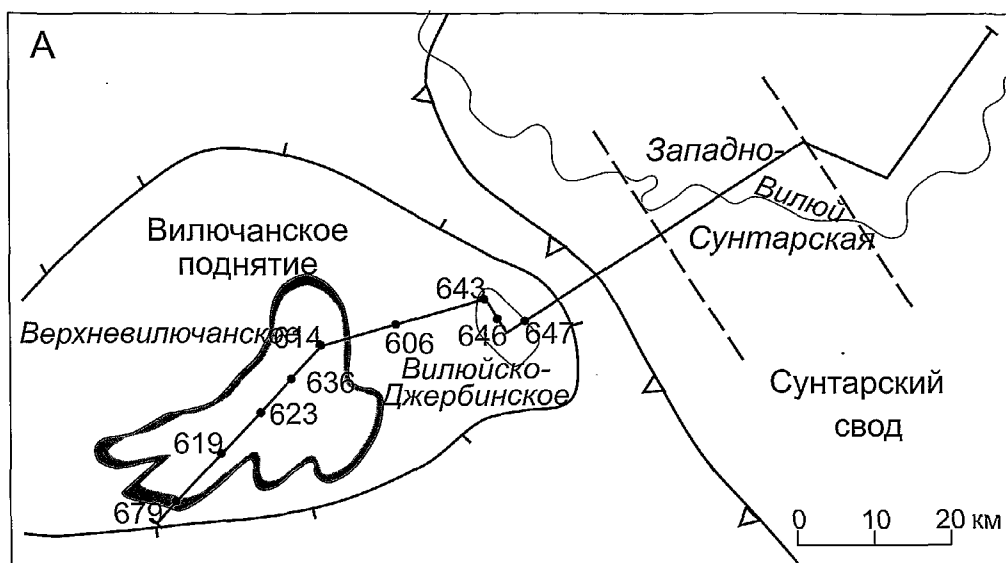 А
Западно-
Вилюй
Сунтарская
Вилючанское
поднятие
643
Верхневилючанское
614
606
646
647
636
Вилюйско-
Джербинское
623
Сунтарский
свод
619
679
0 10 20 км